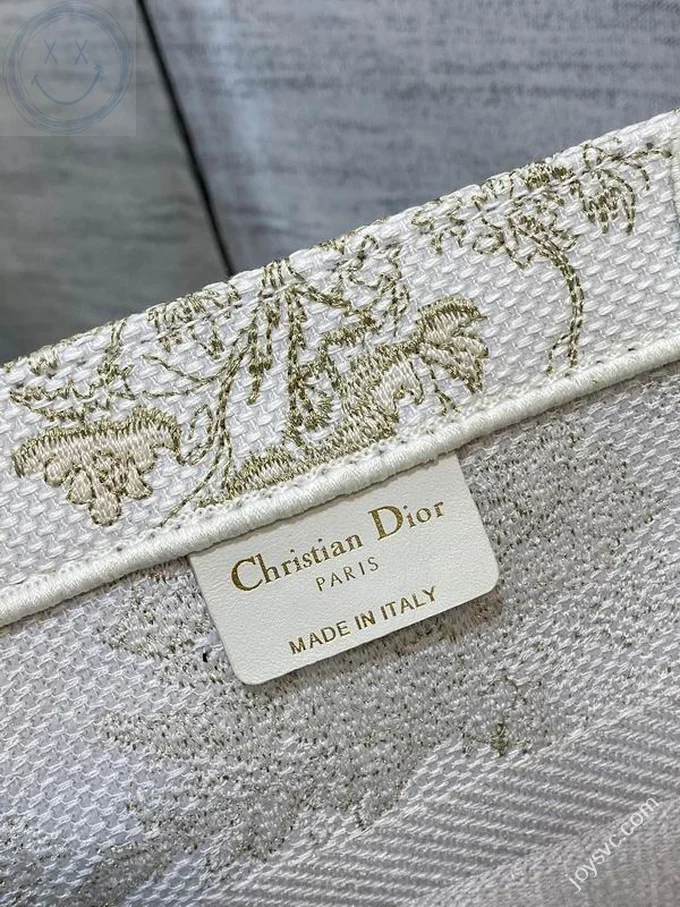 Christian Dior
PARIS
MADE IN ITALY
joysvc.com